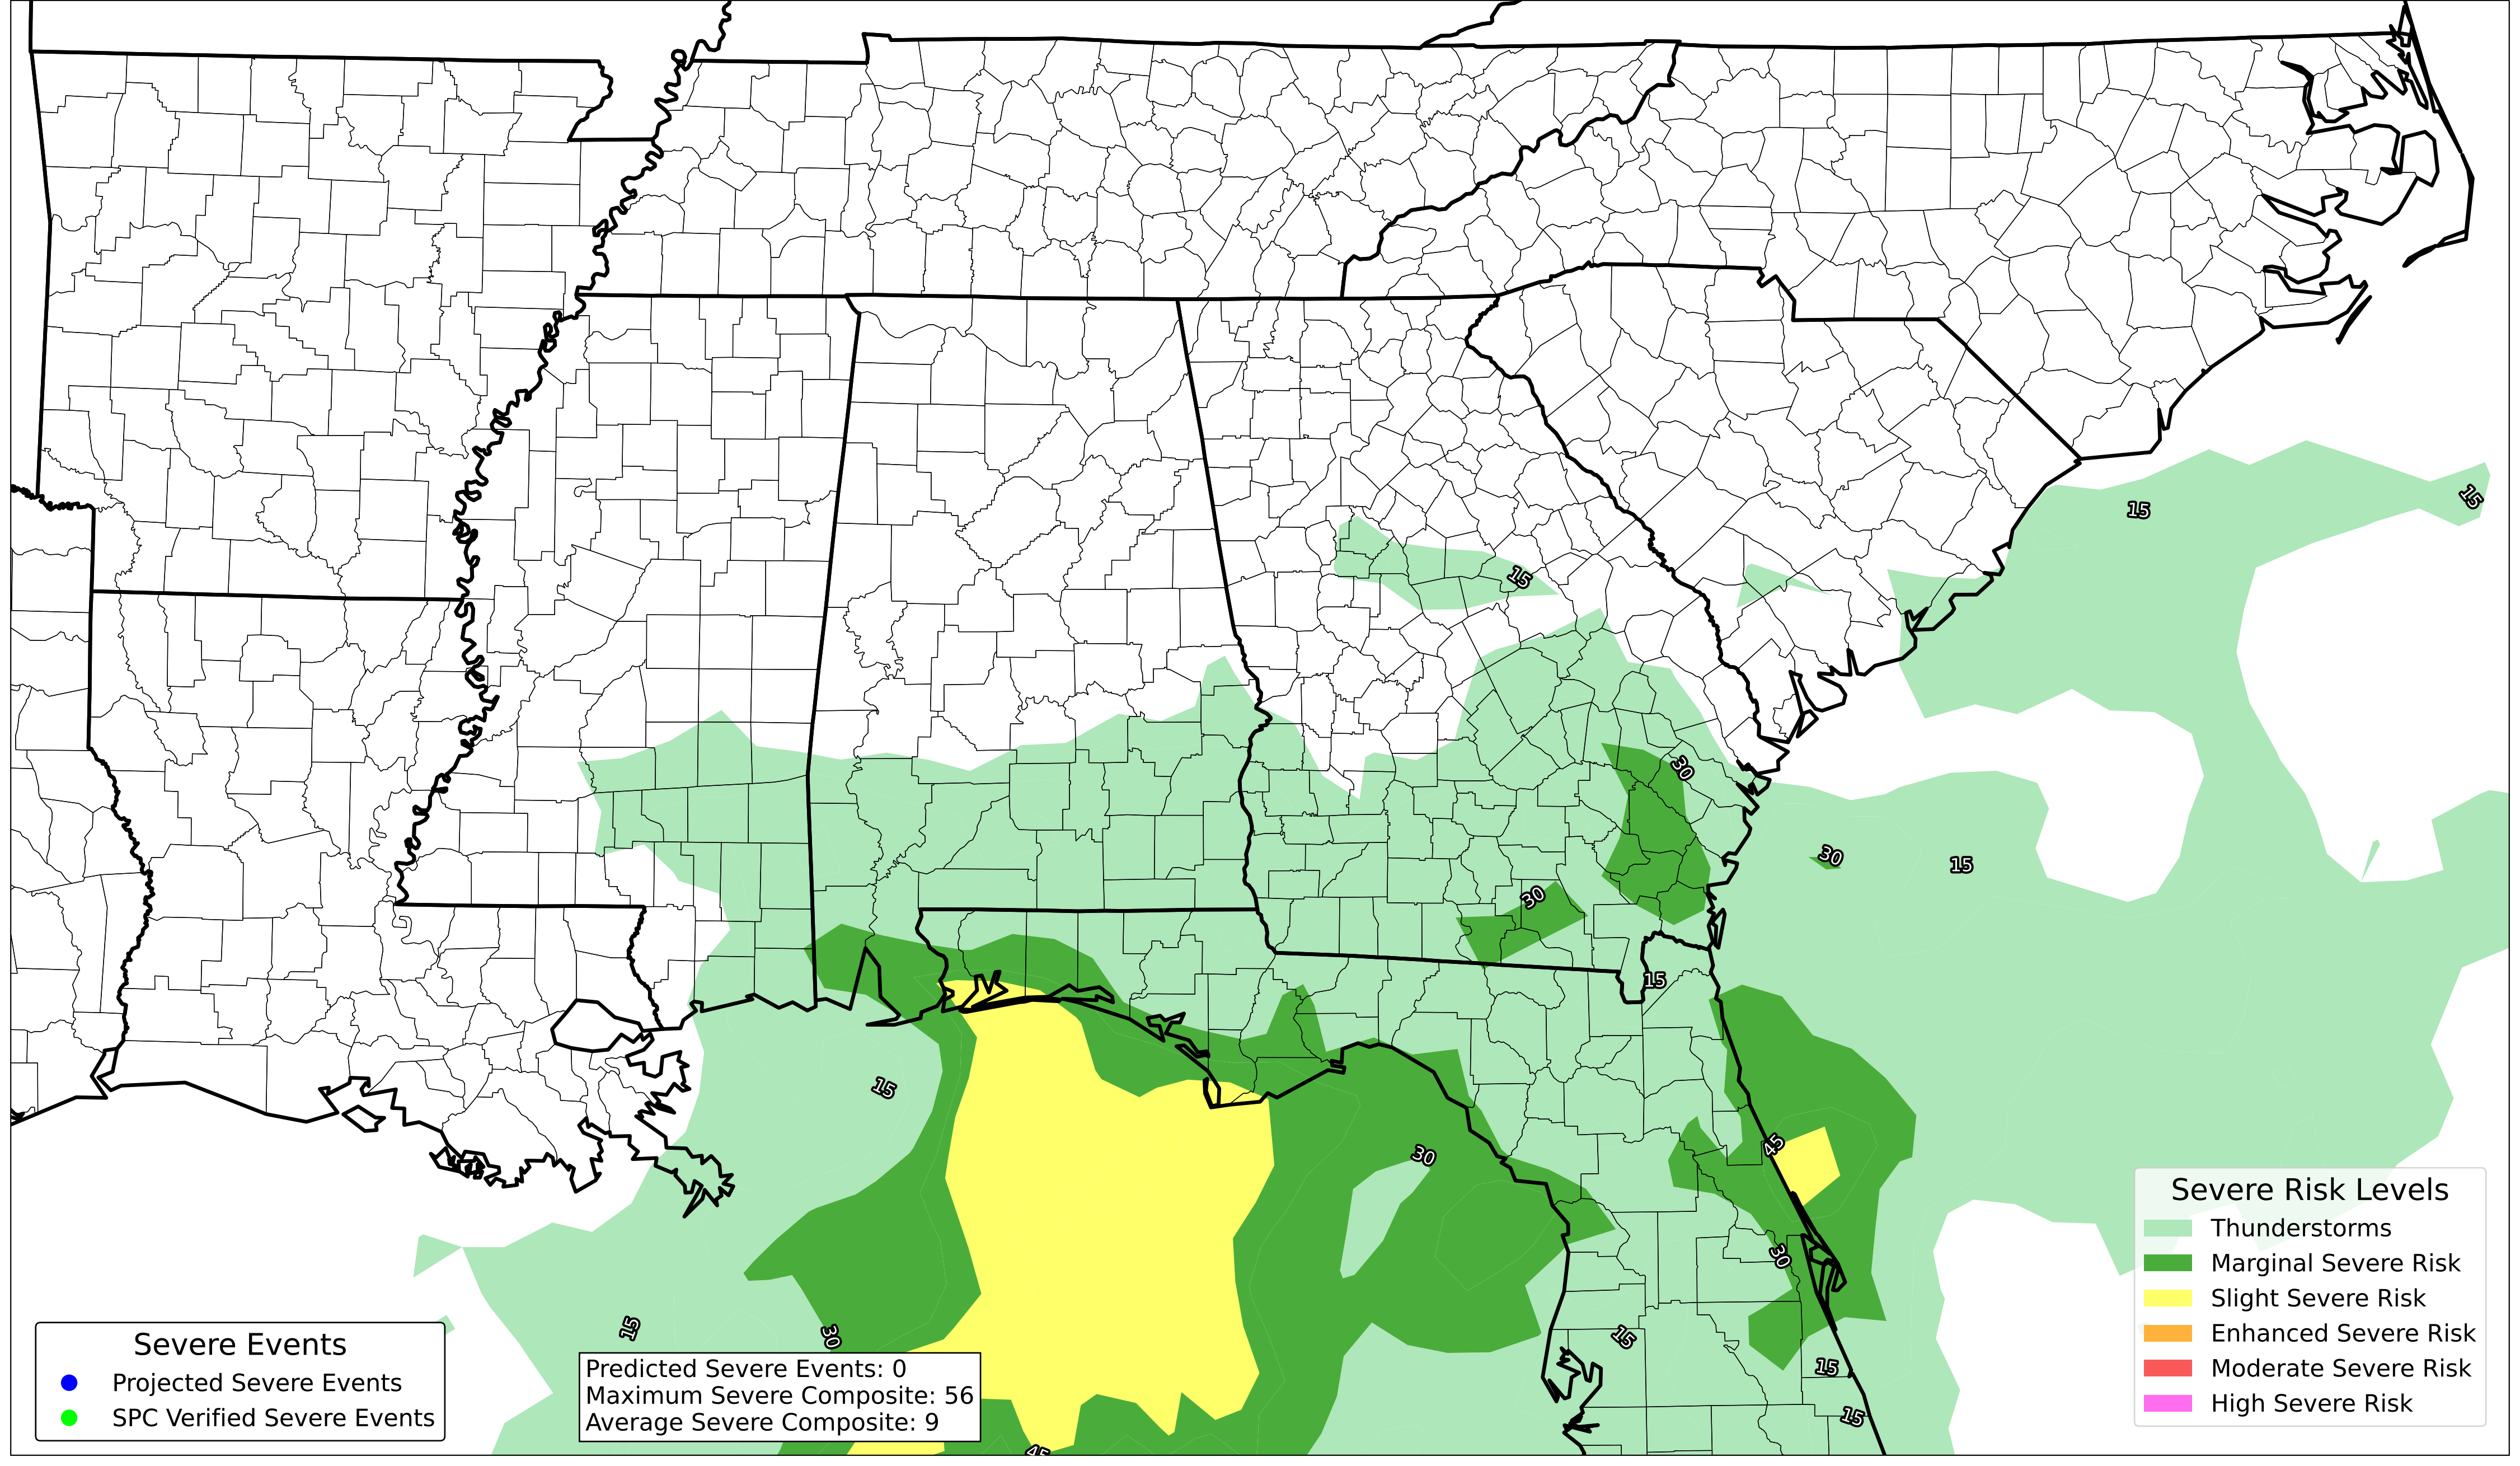 15
15
15
30
30
15
30
15
15
45
30
30
15
30
15
15
15
45
Severe Events
Projected Severe Events
SPC Verified Severe Events
Predicted Severe Events: 0
Maximum Severe Composite: 56
Average Severe Composite: 9
Severe Risk Levels
Thunderstorms
Marginal Severe Risk
Slight Severe Risk
Enhanced Severe Risk
Moderate Severe Risk
High Severe Risk